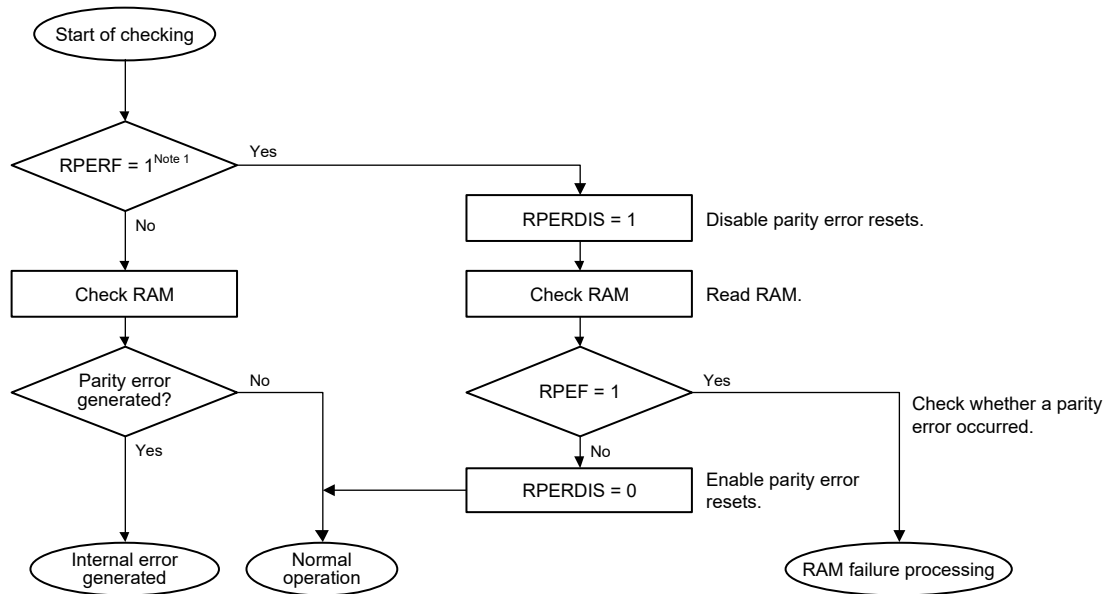 Start of checking
RPERF = 1Note 1
Yes
No
RPERDIS = 1
Disable parity error resets.
Check RAM
Check RAM
Read RAM.
Parity error
generated?
No
Yes
RPEF = 1
Yes
No
Check whether a parity
error occurred.
RPERDIS = 0
Enable parity error
resets.
Internal error
generated
Normal
operation
RAM failure processing